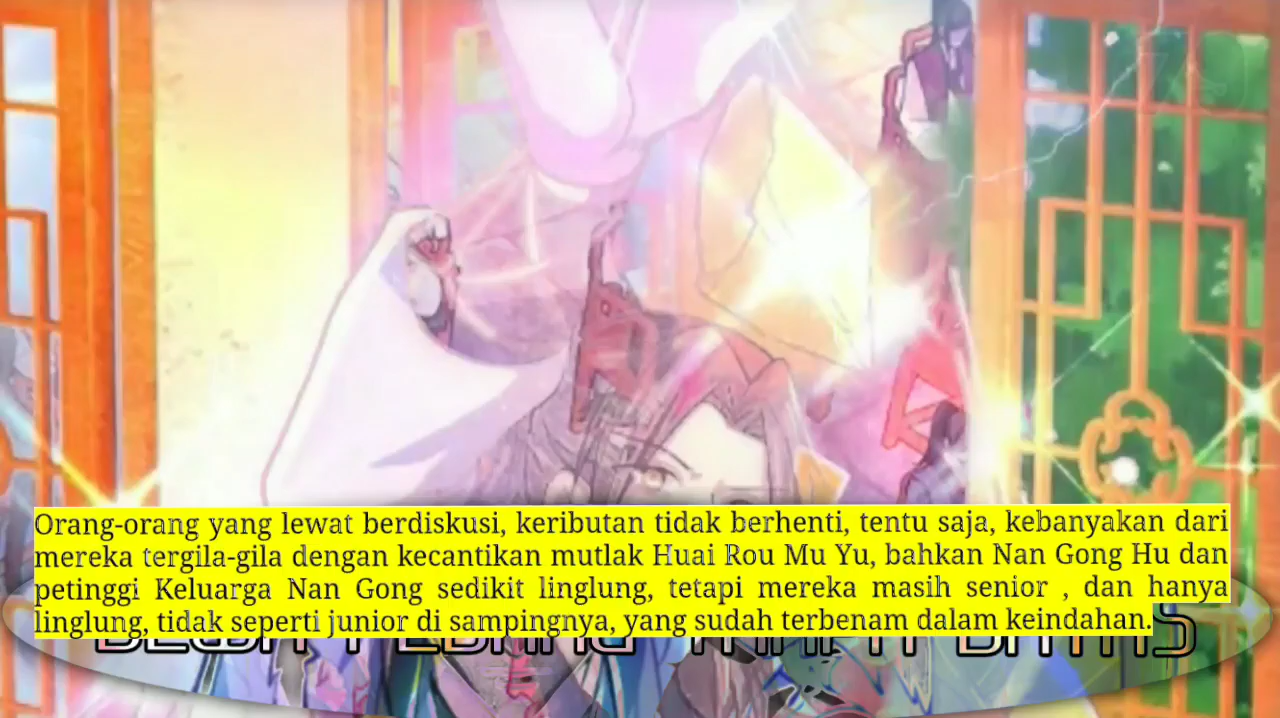 Orang-orang yang lewat berdiskusi, keributan tidak berhenti, tentu saja, kebanyakan dari
mereka tergila-gila dengan kecantikan mutlak Huai Rou Mu Yu, bahkan Nan Gong Hu dan
petinggi Keluarga Nan Gong sedikit linglung, tetapi mereka masih senior , dan hanya
linglung, tidak seperti junior di sampingnya, yang sudah terbenam dalam keindahan.